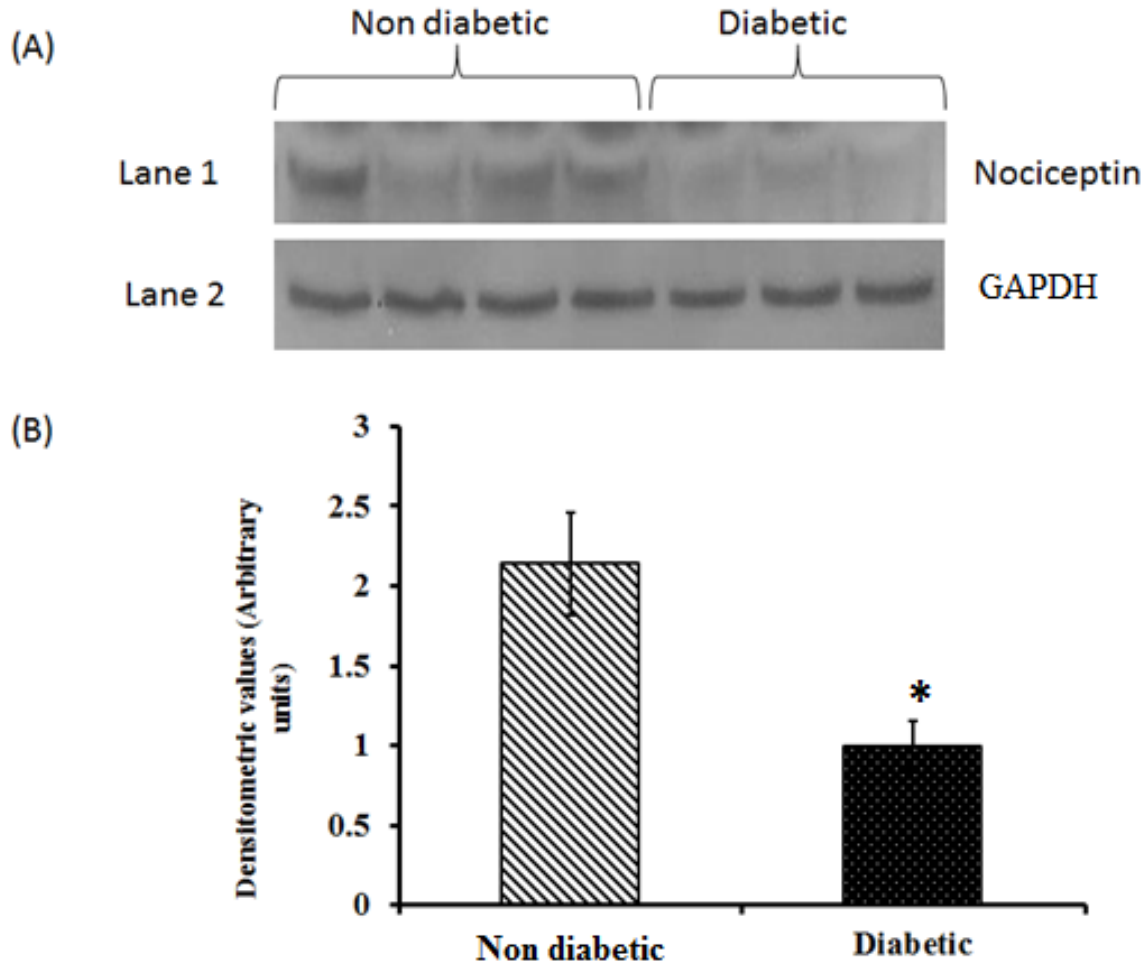 (A)
Non diabetic
Diabetic
Lane 1
Nociceptin
Lane 2
GAPDH
(B)
Densitometric values (Arbitrary
units)
3
2.5
2
1.5
1
0.5
0
*
Non diabetic
Diabetic